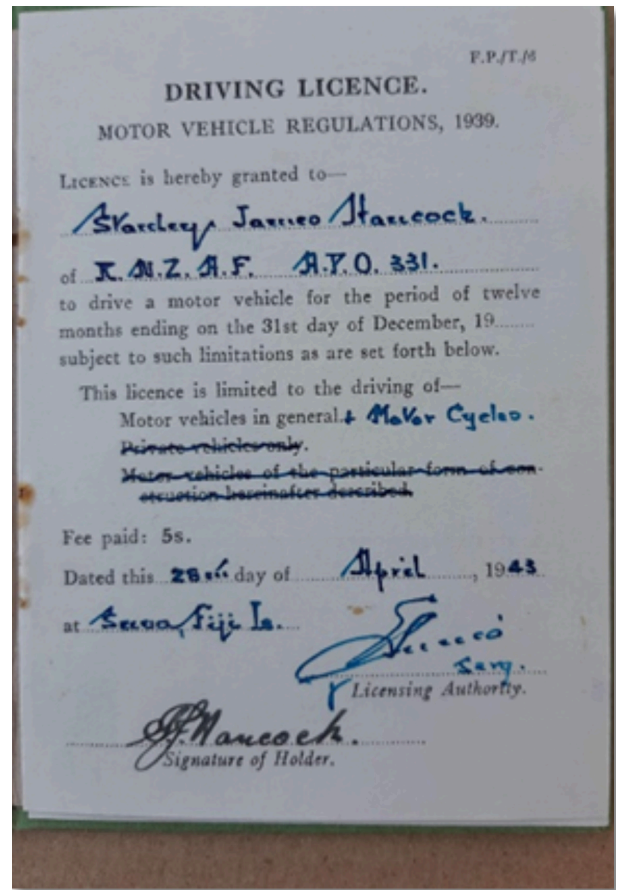 F.P./T./6
DRIVING LICENCE.
MOTOR VEHICLE REGULATIONS, 1939.
LICENCE is hereby granted to—
Stanley James Hancock.
of R.N.Z.A.F. A.P.O. 331.
to drive a motor vehicle for the period of twelve
months ending on the 31st day of December, 19........
subject to such limitations as are set forth below.
This licence is limited to the driving of—
Motor vehicles in general. + Motor Cycles.
Private vehicles only.
Motor vehicles of the particular form of con-
struction hereinafter described.
Fee paid: 5s.
Dated this 28th day of April, 1943
at Suva, Fiji Is.
Serg.
Licensing Authority.
SJ Hancock.
Signature of Holder.